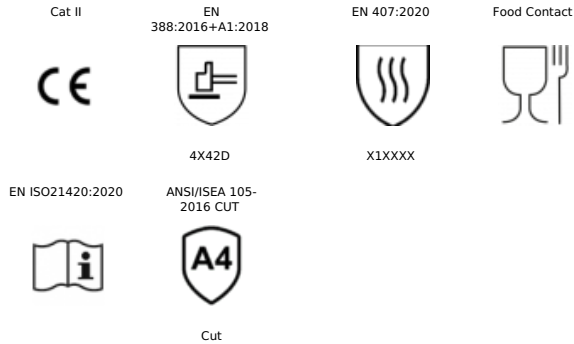 Cat II
EN
388:2016+A1:2018
EN 407:2020
Food Contact
CE
4X42D
X1XXXX
EN ISO21420:2020
ANSI/ISEA 105-
2016 CUT
i
A4
Cut